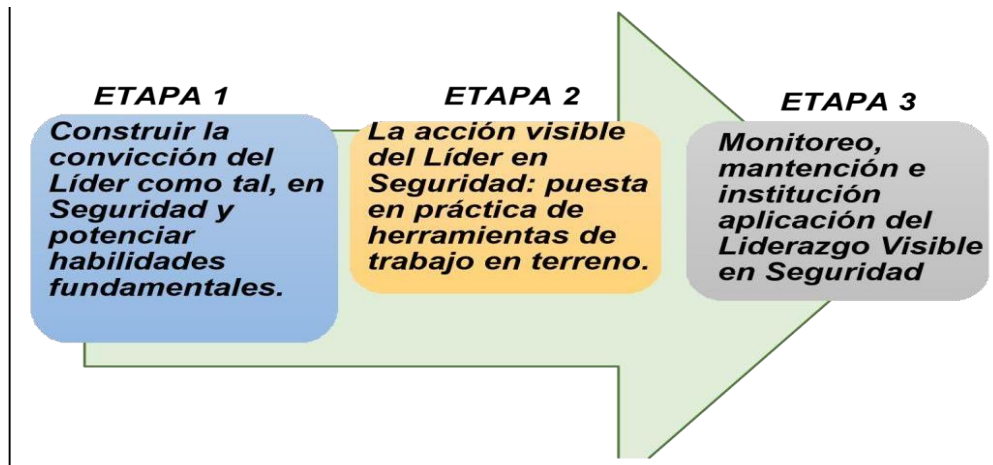 ETAPA 1
Construir la
convicción del
Líder como tal, en
Seguridad y
potenciar
habilidades
fundamentales.
ETAPA 2
La acción visible
del Líder en
Seguridad: puesta
en práctica de
herramientas de
trabajo en terreno.
ETAPA 3
Monitoreo,
mantención e
institución
aplicación del
Liderazgo Visible
en Seguridad